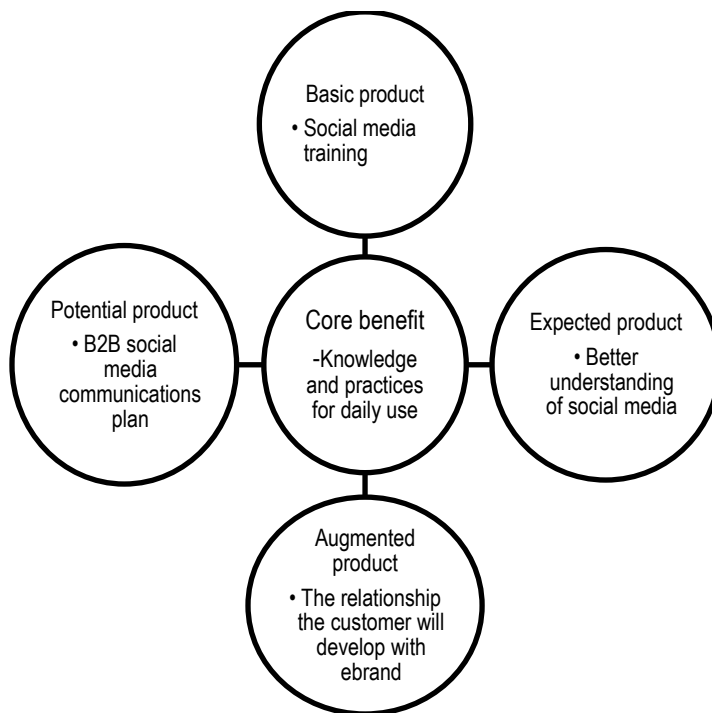 Basic product
• Social media
training
Potential product
• B2B social
media
communications
plan
Core benefit
-Knowledge
and practices
for daily use
Expected product
• Better
understanding
of social media
Augmented
product
• The relationship
the customer will
develop with
ebrand